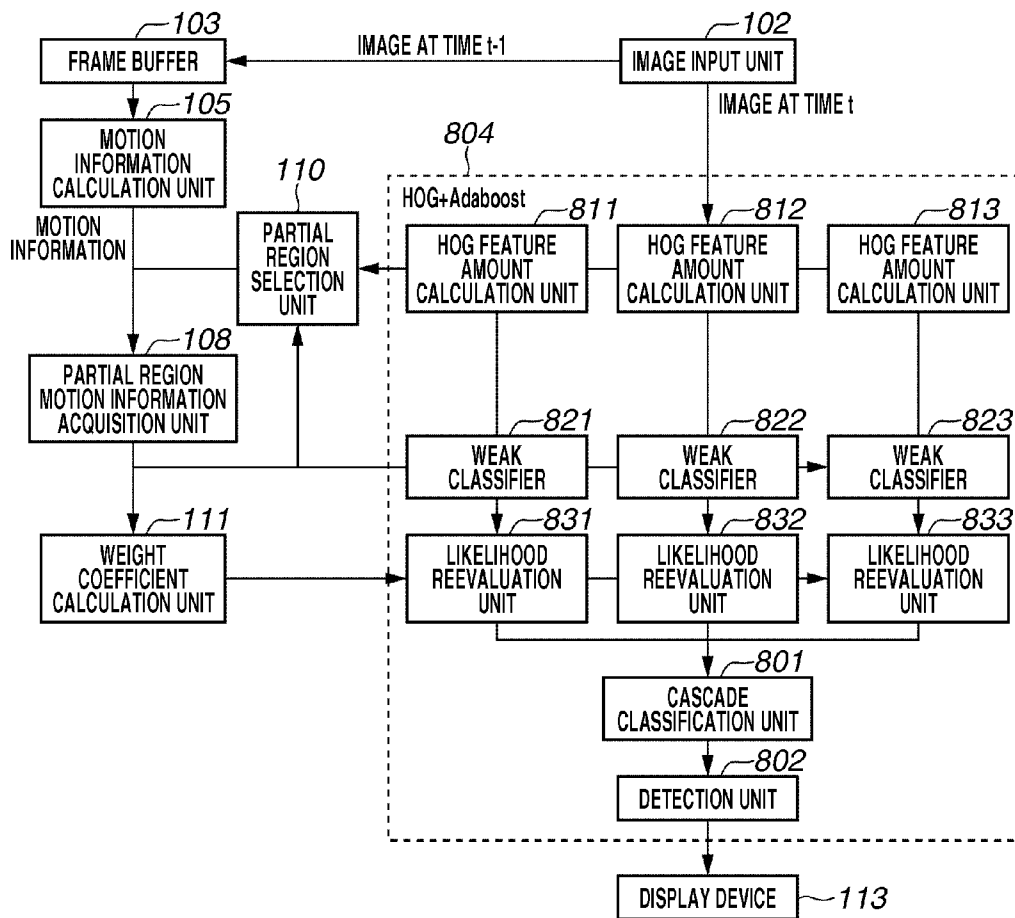 103
FRAME BUFFER
IMAGE AT TIME t-1
102
IMAGE INPUT UNIT
IMAGE AT TIME t
105
MOTION
INFORMATION
CALCULATION UNIT
MOTION
INFORMATION
110
PARTIAL
REGION
SELECTION
UNIT
804
HOG+Adaboost
811
HOG FEATURE
AMOUNT
CALCULATION UNIT
812
HOG FEATURE
AMOUNT
CALCULATION UNIT
813
HOG FEATURE
AMOUNT
CALCULATION UNIT
108
PARTIAL REGION
MOTION INFORMATION
ACQUISITION UNIT
821
WEAK
CLASSIFIER
822
WEAK
CLASSIFIER
823
WEAK
CLASSIFIER
111
WEIGHT
COEFFICIENT
CALCULATION UNIT
831
LIKELIHOOD
REEVALUATION
UNIT
832
LIKELIHOOD
REEVALUATION
UNIT
833
LIKELIHOOD
REEVALUATION
UNIT
801
CASCADE
CLASSIFICATION UNIT
802
DETECTION UNIT
DISPLAY DEVICE
113